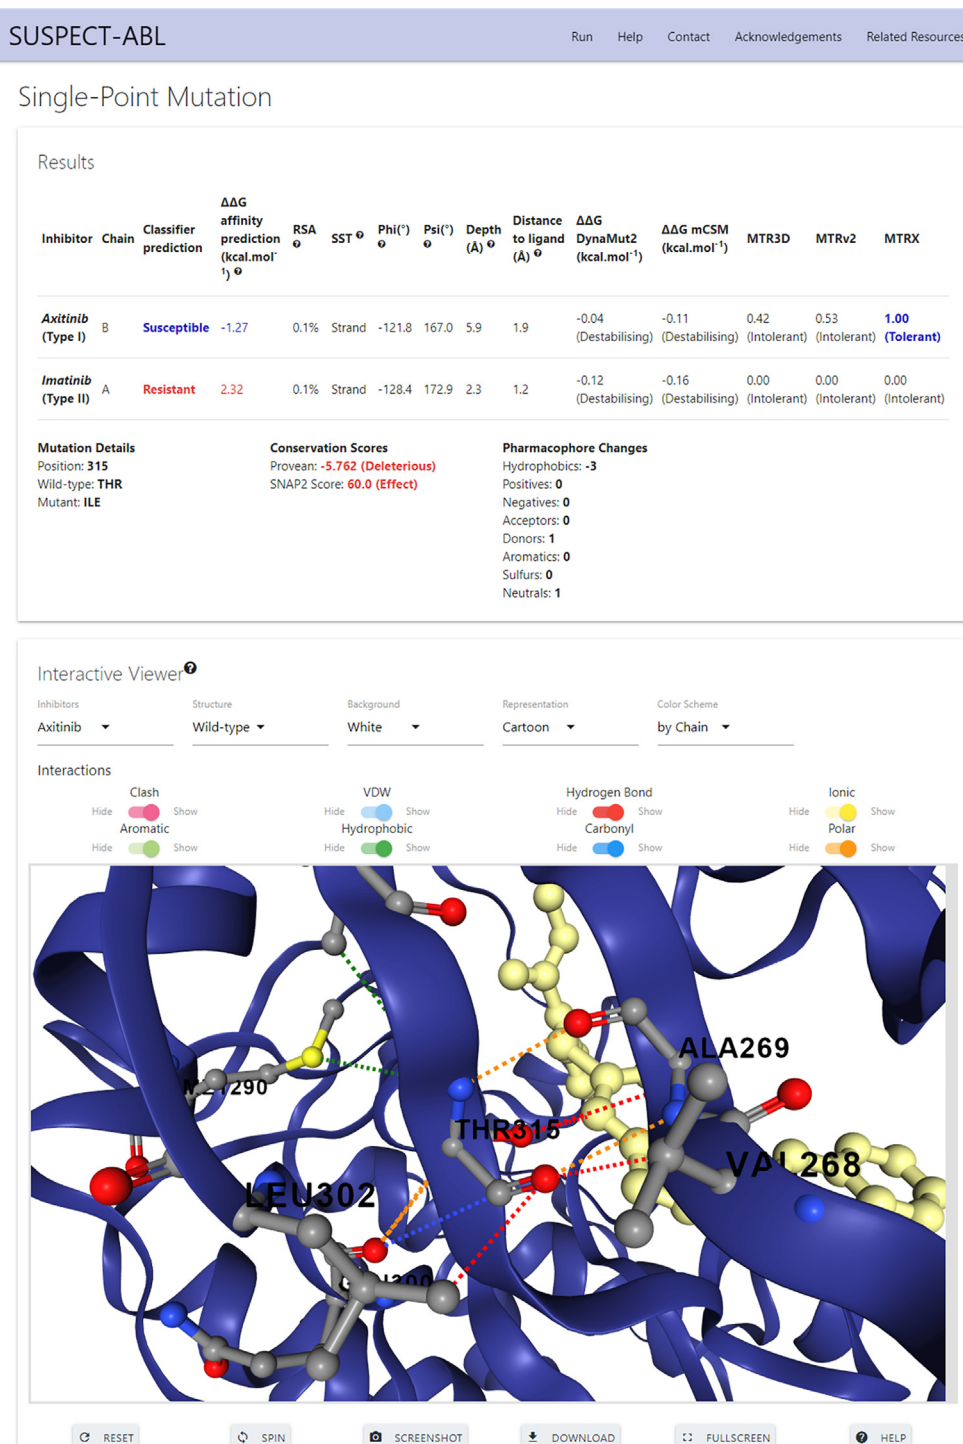 SUSPECT-ABL
Run Help Contact Acknowledgements Related Resources
Single-Point Mutation
Results
Inhibitor Chain Classifier prediction ΔΔG affinity prediction (kcal.mol-1) RSA SST Phi(°) Psi(°) Depth (Å) Distance to ligand (Å) ΔΔG DynaMut2 (kcal.mol-1) ΔΔG mCSM (kcal.mol-1) MTR3D MTRv2 MTRX
Axitinib (Type I) B Susceptible -1.27 0.1% Strand -121.8 167.0 5.9 1.9 -0.04 (Destabilising) -0.11 (Destabilising) 0.42 (Intolerant) 0.53 (Intolerant) 1.00 (Tolerant)
Imatinib (Type II) A Resistant 2.32 0.1% Strand -128.4 172.9 2.3 1.2 -0.12 (Destabilising) -0.16 (Destabilising) 0.00 (Intolerant) 0.00 (Intolerant) 0.00 (Intolerant)
Mutation Details
Position: 315
Wild-type: THR
Mutant: ILE
Conservation Scores
Provean: -5.762 (Deleterious)
SNAP2 Score: 60.0 (Effect)
Pharmacophore Changes
Hydrophobics: -3
Positives: 0
Negatives: 0
Acceptors: 0
Donors: 1
Aromatics: 0
Sulfurs: 0
Neutrals: 1
Interactive Viewer
Inhibitors Structure Background Representation Color Scheme
Axitinib Wild-type White Cartoon by Chain
Interactions
Clash VDW Hydrogen Bond Ionic
Hide Show Hide Show Hide Show Hide Show
Aromatic Hydrophobic Carbonyl Polar
Hide Show Hide Show Hide Show Hide Show
ALA269
THR315
VAL268
LEU302
RESET SPIN SCREENSHOT DOWNLOAD FULLSCREEN HELP